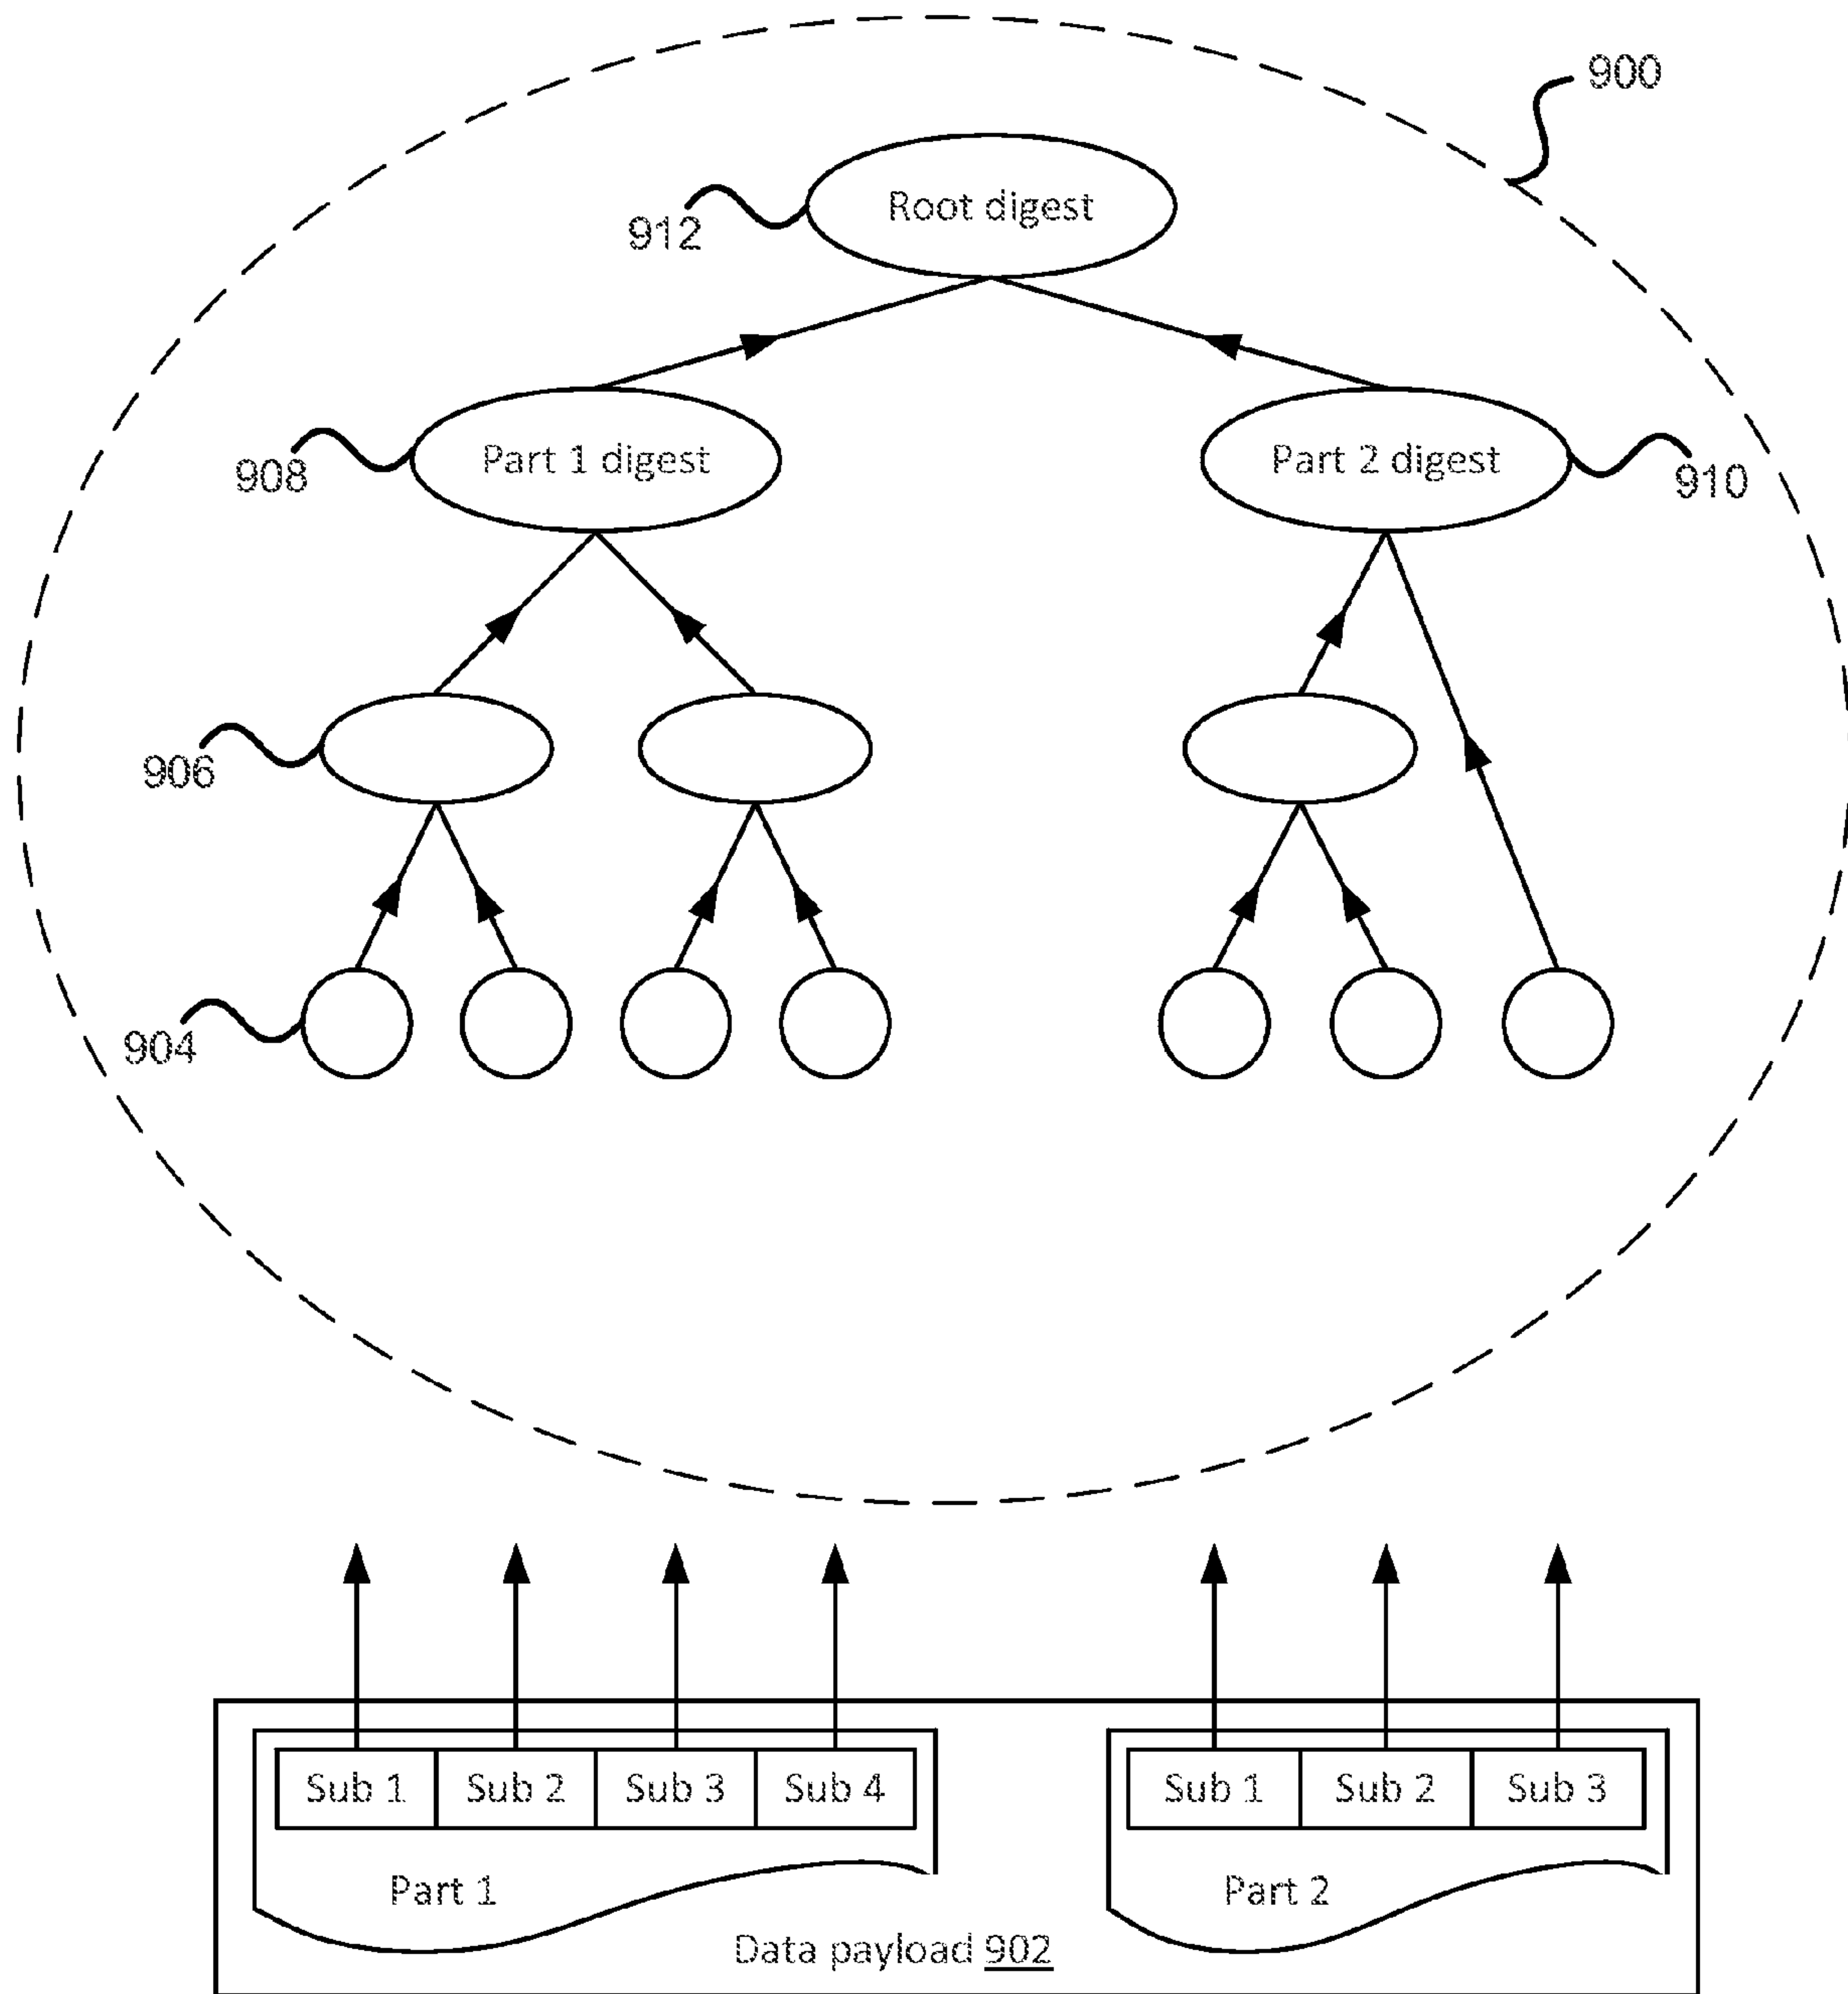 900
Root digest
912
Part 1 digest
Part 2 digest
908
910
906
904
Sub 1
Sub 2
Sub 3
Sub 4
Sub 1
Sub 2
Sub 3
Part 1
Part 2
Data payload 902